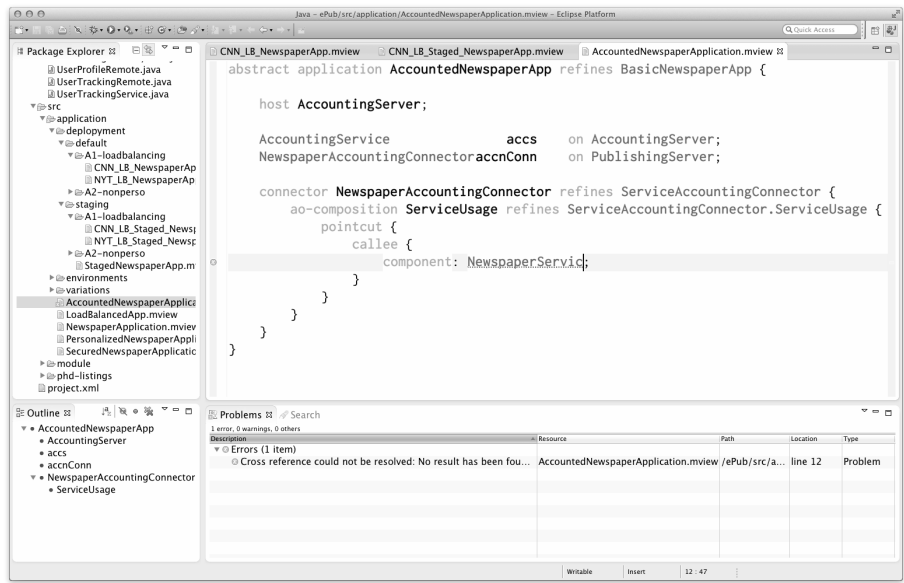 Java - ePub/src/application/AccountedNewspaperApplication.mview - Eclipse Platform
Quick Access
Package Explorer
UserProfileRemote.java
UserTrackingRemote.java
UserTrackingService.java
src
application
deplopyment
default
A1-loadbalancing
CNN_LB_NewspaperAp
NYT_LB_NewspaperAp
A2-nonperso
staging
A1-loadbalancing
CNN_LB_Staged_Newsp
NYT_LB_Staged_Newsp
A2-nonperso
StagedNewspaperApp.m
environments
variations
AccountedNewspaperApplica
LoadBalancedApp.mview
NewspaperApplication.mview
PersonalizedNewspaperAppli
SecuredNewspaperApplicatic
module
phd-listings
project.xml
CNN_LB_NewspaperApp.mview CNN_LB_Staged_NewspaperApp.mview AccountedNewspaperApplication.mview
abstract application AccountedNewspaperApp refines BasicNewspaperApp {
host AccountingServer;
AccountingService accs on AccountingServer;
NewspaperAccountingConnector accnConn on PublishingServer;
connector NewspaperAccountingConnector refines ServiceAccountingConnector {
ao-composition ServiceUsage refines ServiceAccountingConnector.ServiceUsage {
pointcut {
callee {
component: NewspaperServic;
}
}
}
}
}
Outline
AccountedNewspaperApp
AccountingServer
accs
accnConn
NewspaperAccountingConnector
ServiceUsage
Problems Search
1 error, 0 warnings, 0 others
Description Resource Path Location Type
Errors (1 item)
Cross reference could not be resolved: No result has been fou... AccountedNewspaperApplication.mview /ePub/src/a... line 12 Problem
Writable Insert 12 : 47